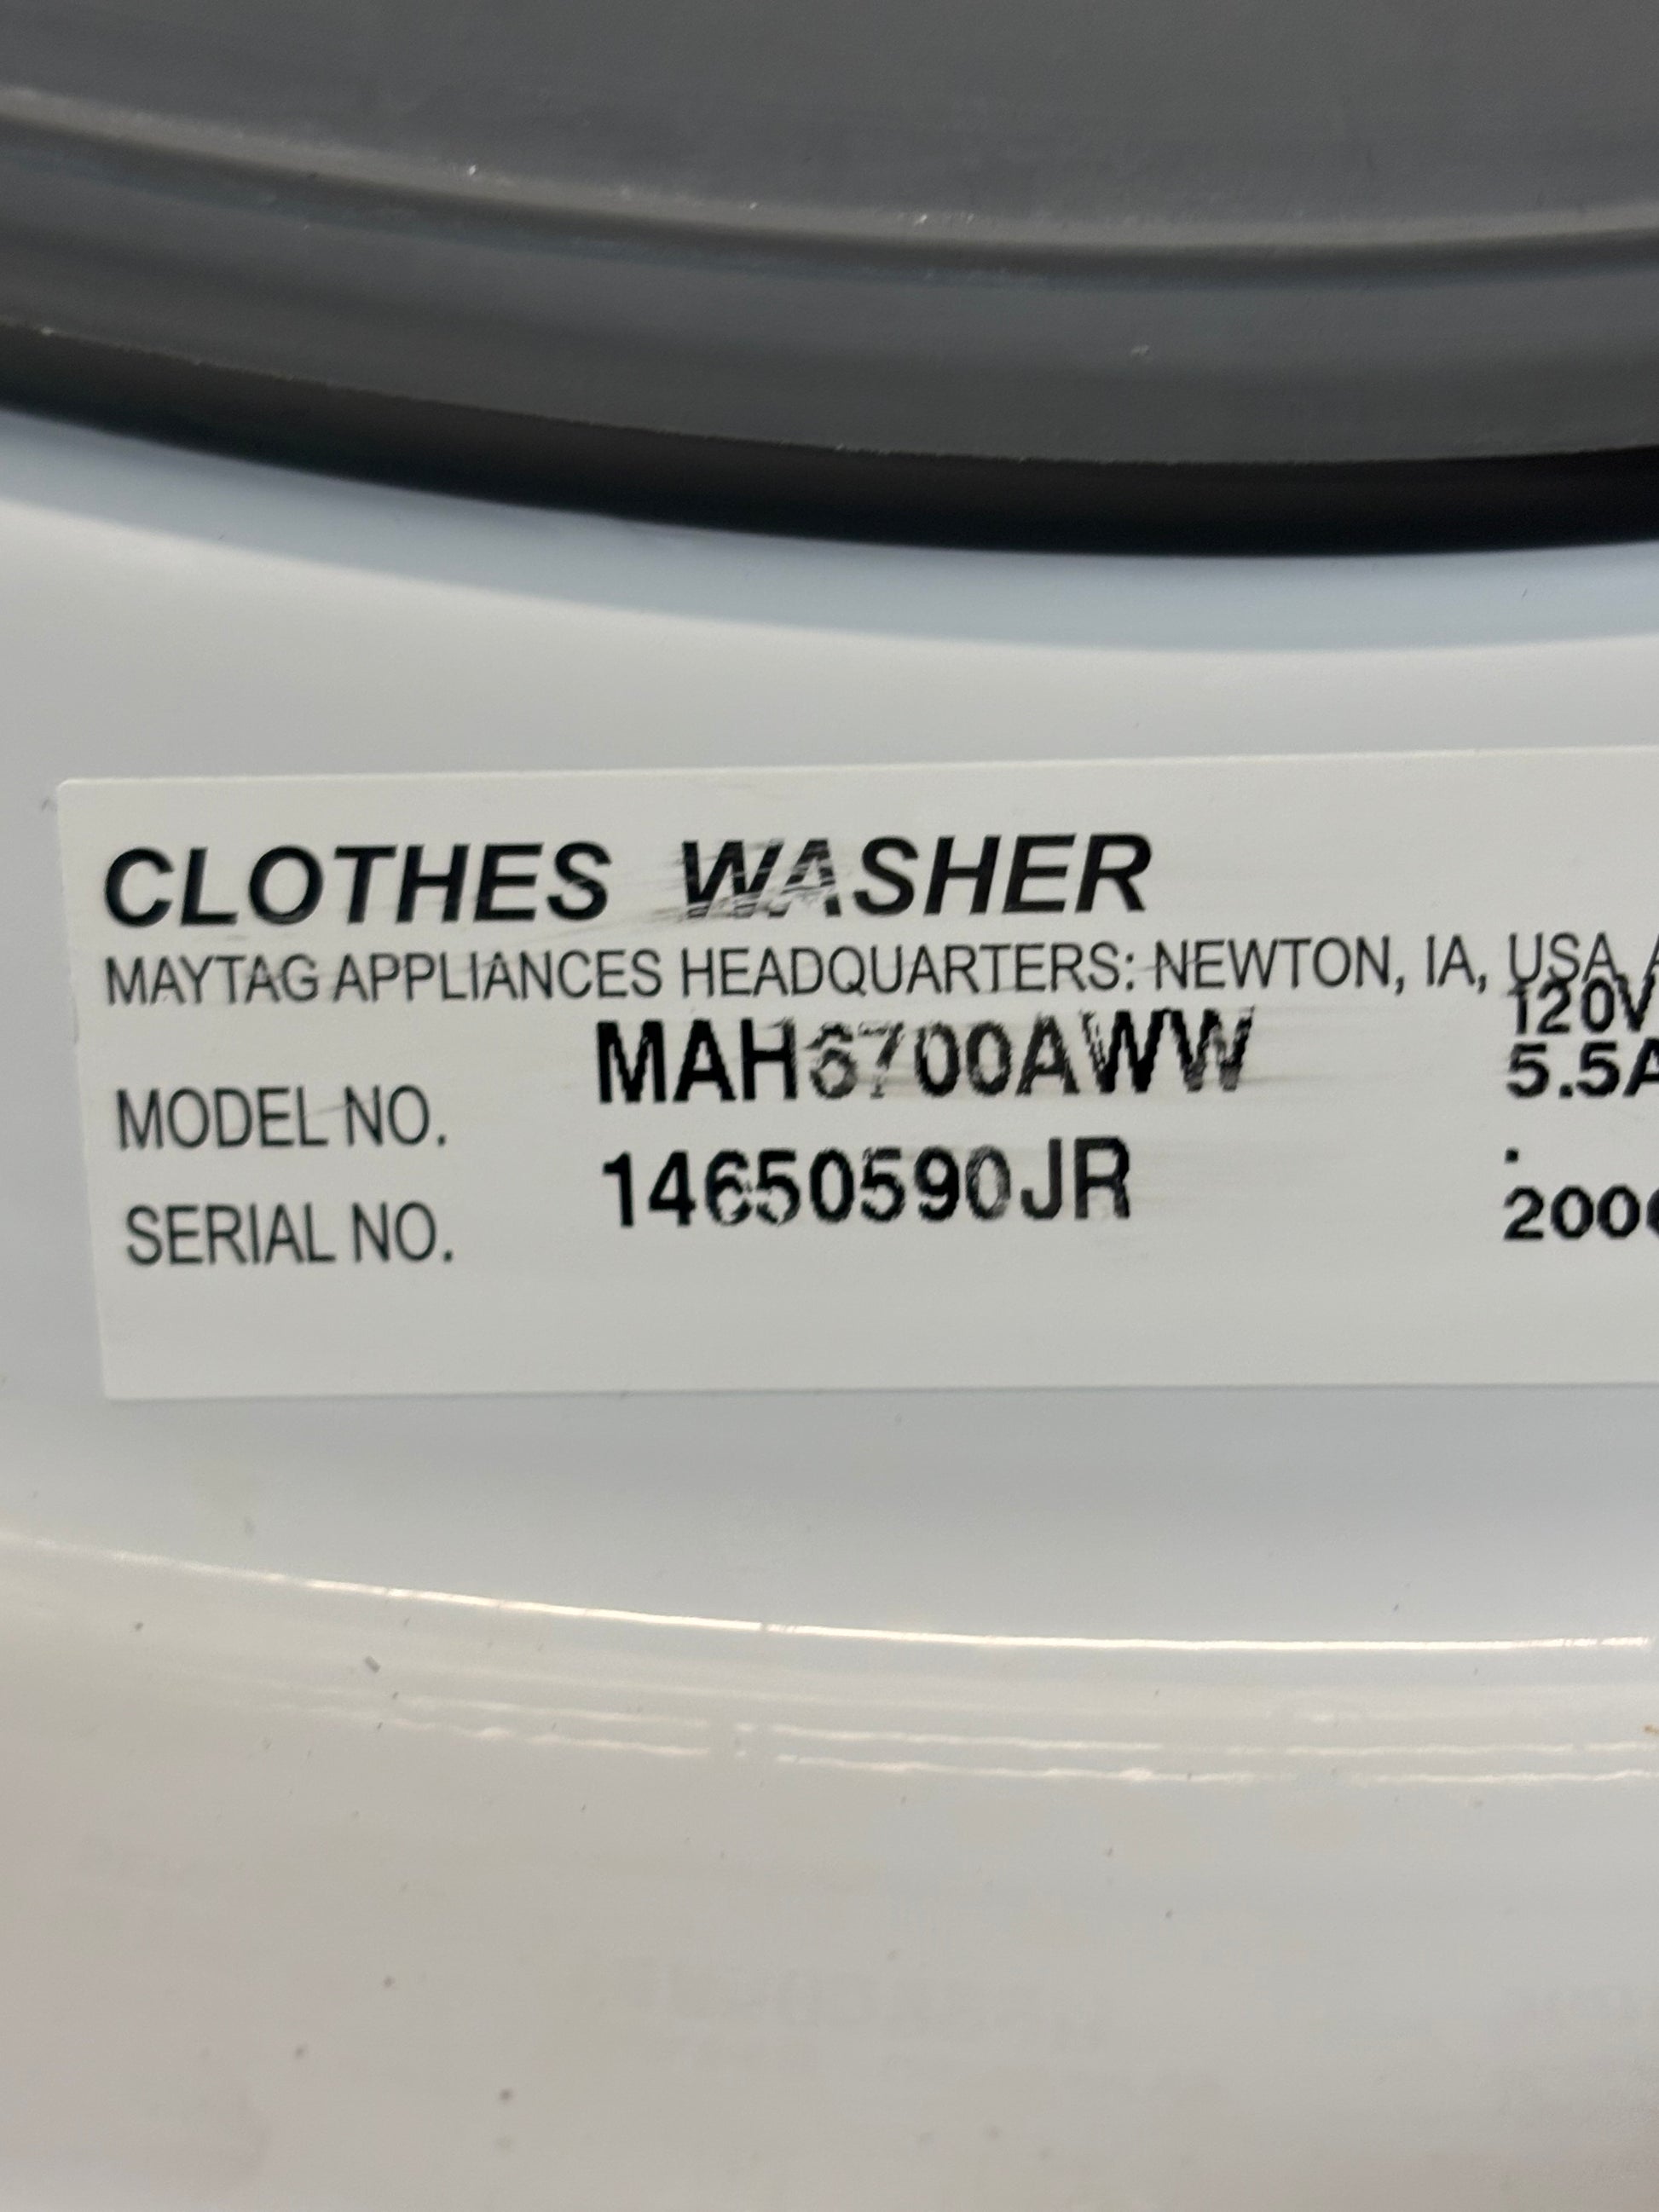 CLOTHES WASHER
MAYTAG APPLIANCES HEADQUARTERS: NEWTON, IA, USA
120V
MAH6700AWW
5.5A
MODEL NO.
14650590JR
.
SERIAL NO.